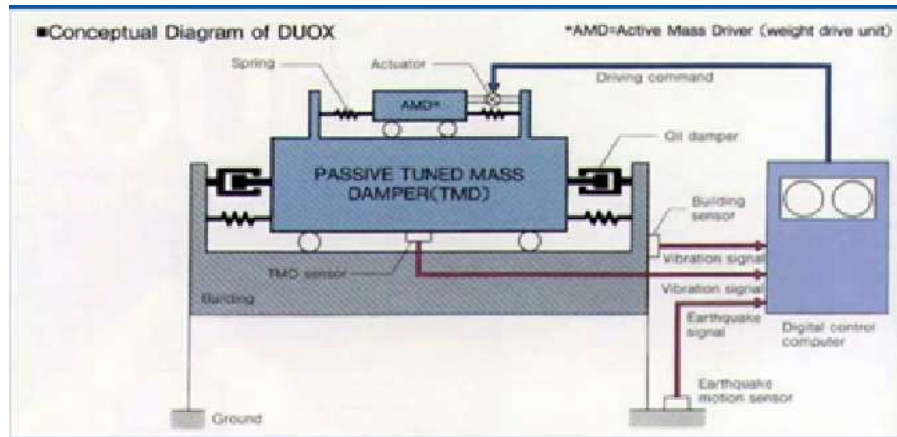 ■Conceptual Diagram of DUOX
*AMD=Active Mass Driver (weight drive unit)
Spring
Actuator
Driving command
AMD*
Oil damper
PASSIVE TUNED MASS
DAMPER(TMD)
Building
sensor
TMD sensor
Vibration signal
Building
Vibration signal
Earthquake
signal
Digital control
computer
Earthquake
motion sensor
Ground